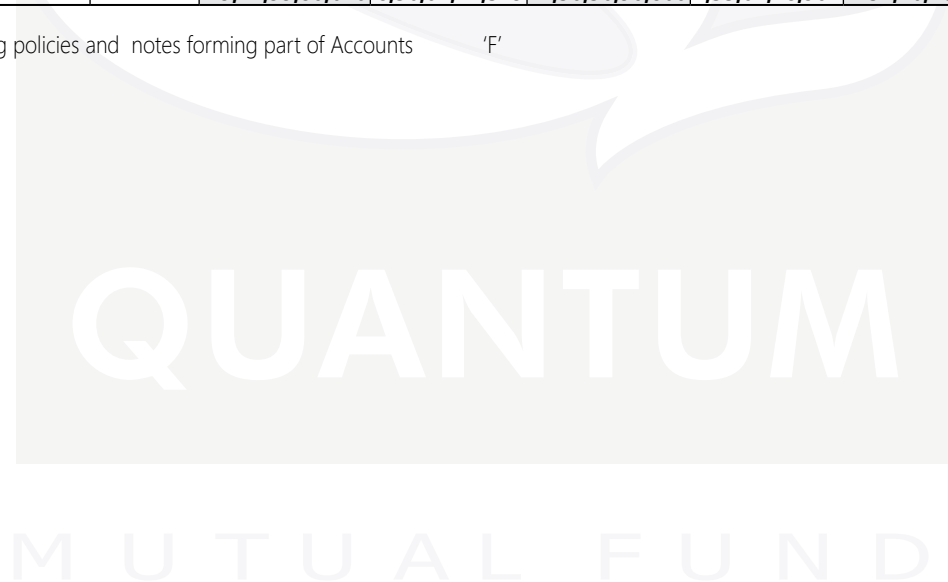 g policies and notes forming part of Accounts 'F'
QUANTUM
MUTUAL FUND